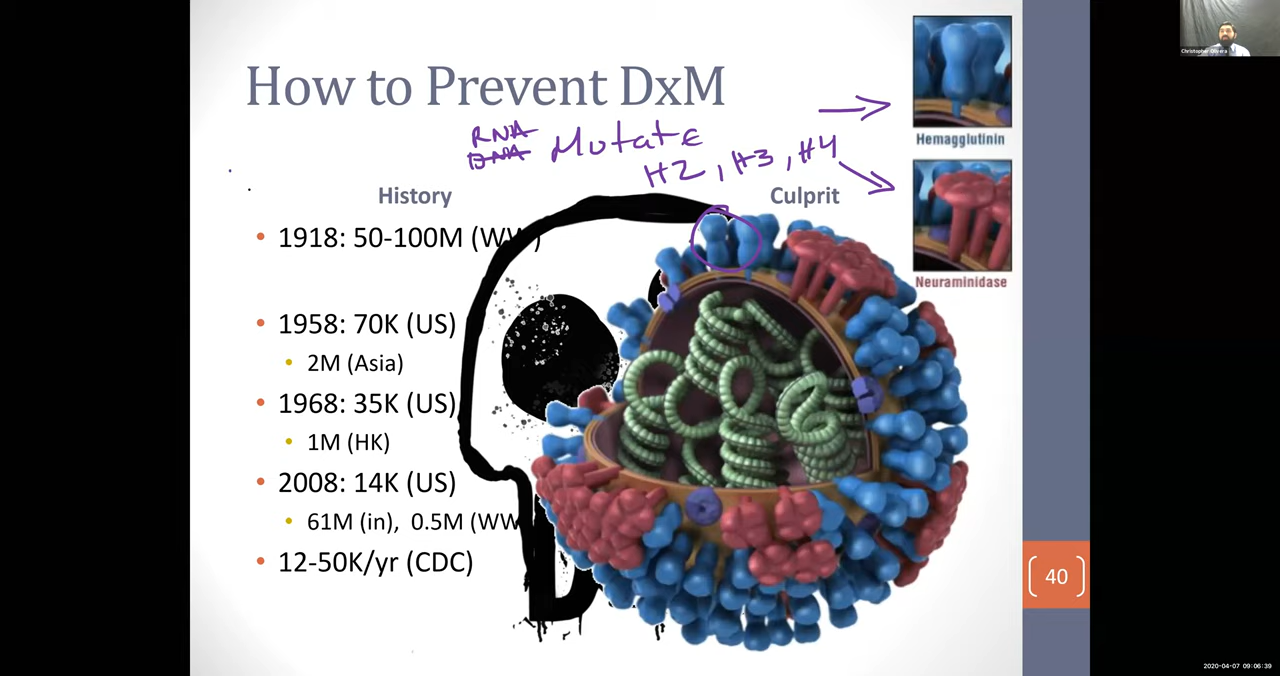 Christopher Olivera
How to Prevent DxM
RNA
DNA
Mutate
H2, H3, H4
Hemagglutinin
Neuraminidase
History
Culprit
• 1918: 50-100M (WW)
• 1958: 70K (US)
• 2M (Asia)
• 1968: 35K (US)
• 1M (HK)
• 2008: 14K (US)
• 61M (in), 0.5M (WW
• 12-50K/yr (CDC)
40
2020-04-07 09:06:39